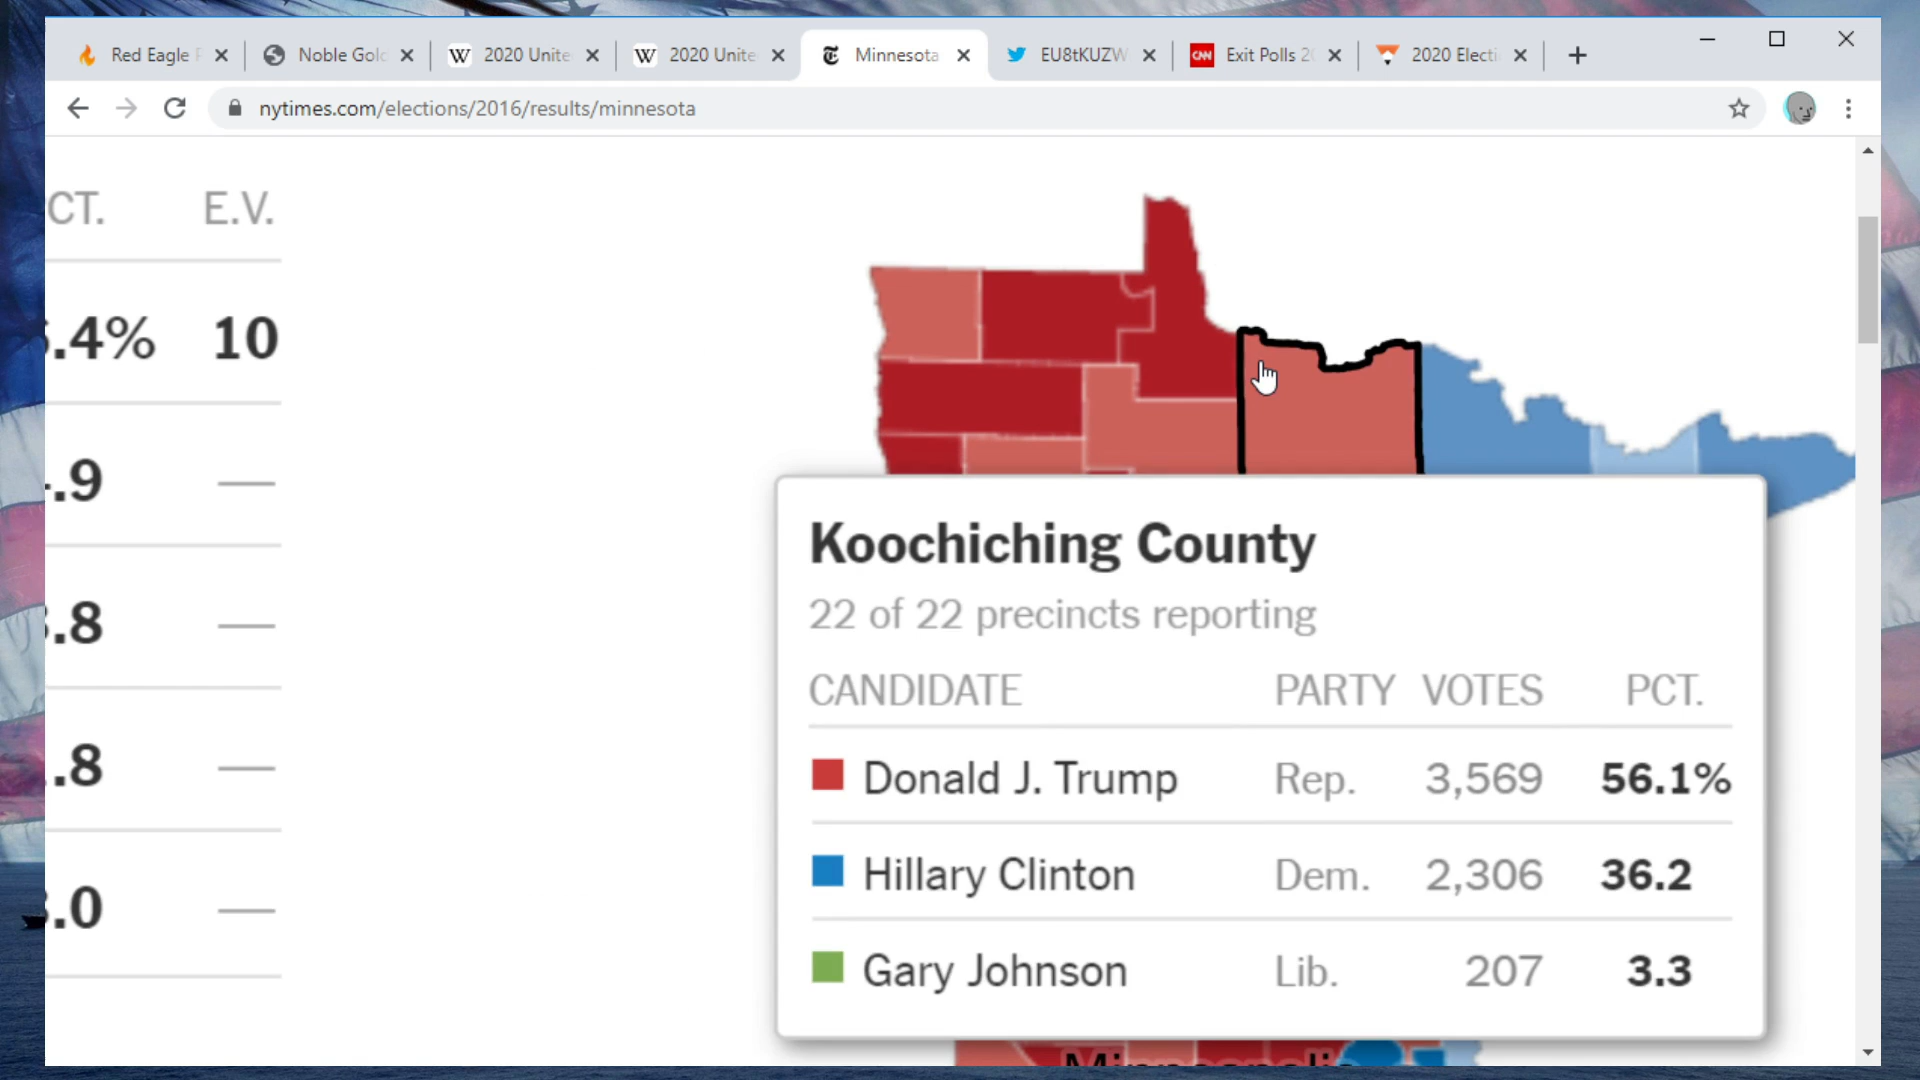 Red Eagle
Noble Gold
2020 Unite
2020 Unite
Minnesota
EU8tKUZW
CNN
Exit Polls 2
2020 Electi
nytimes.com/elections/2016/results/minnesota
CT. E.V.
.4% 10
.9 —
.8 —
.8 —
.0 —
Koochiching County
22 of 22 precincts reporting
CANDIDATE PARTY VOTES PCT.
Donald J. Trump Rep. 3,569 56.1%
Hillary Clinton Dem. 2,306 36.2
Gary Johnson Lib. 207 3.3
Minneapolis